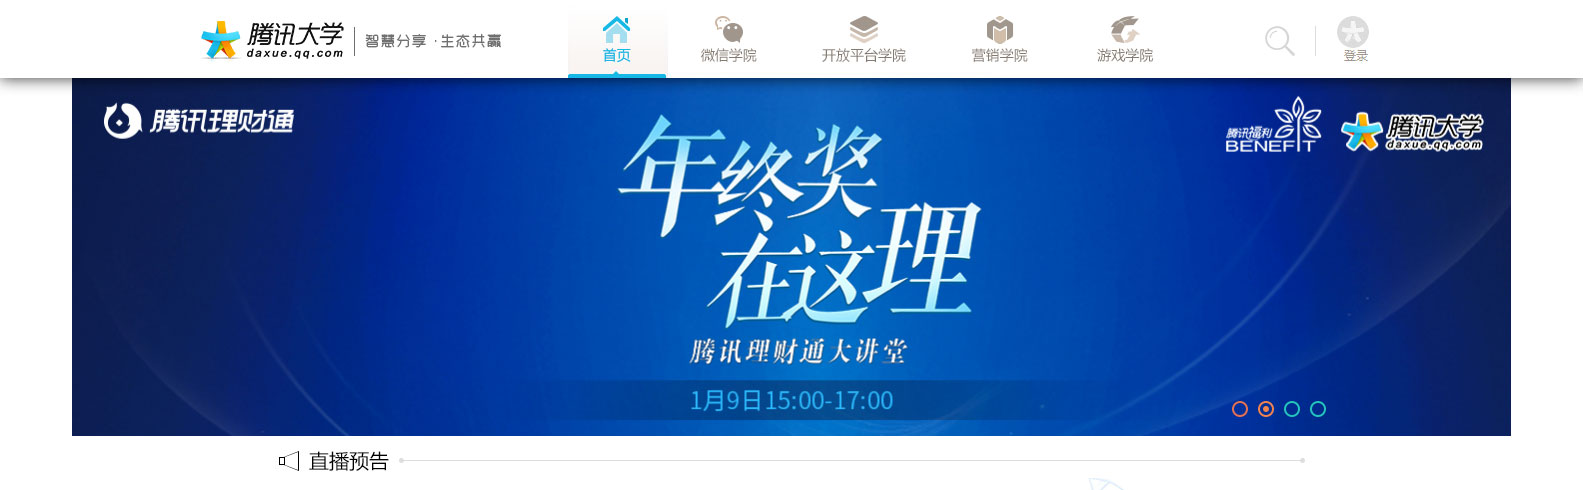 腾讯大学
daxue.qq.com
智慧分享 ·生态共赢
首页
微信学院
开放平台学院
营销学院
游戏学院
登录
腾讯理财通
腾讯福利
BENEFIT
腾讯大学
daxue.qq.com
年终奖
在这理
腾讯理财通大讲堂
1月9日15:00-17:00
直播预告